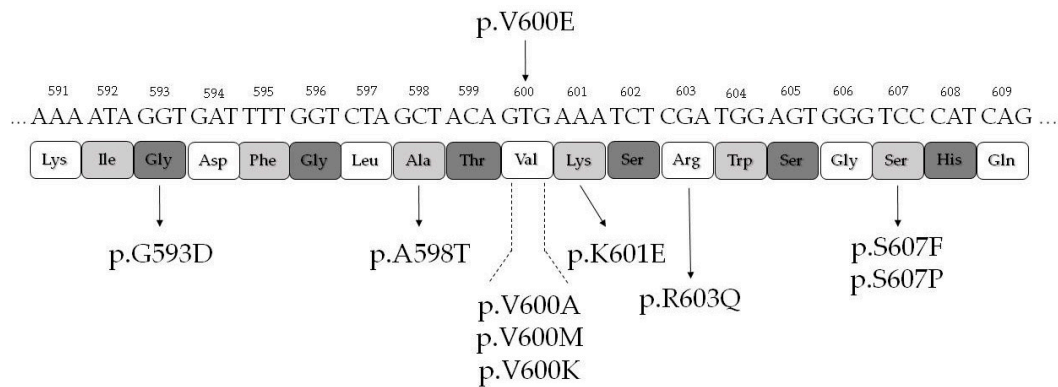 p.V600E
591 592 593 594 595 596 597 598 599 600 601 602 603 604 605 606 607 608 609
...AAA ATA GGT GAT TTT GGT CTA GCT ACA GTG AAA TCT CGA TGG AGT GGG TCC CAT CAG ...
Lys Ile Gly Asp Phe Gly Leu Ala Thr Val Lys Ser Arg Trp Ser Gly Ser His Gln
p.G593D p.A598T p.K601E p.S607F
p.S607P
p.R603Q
p.V600A
p.V600M
p.V600K